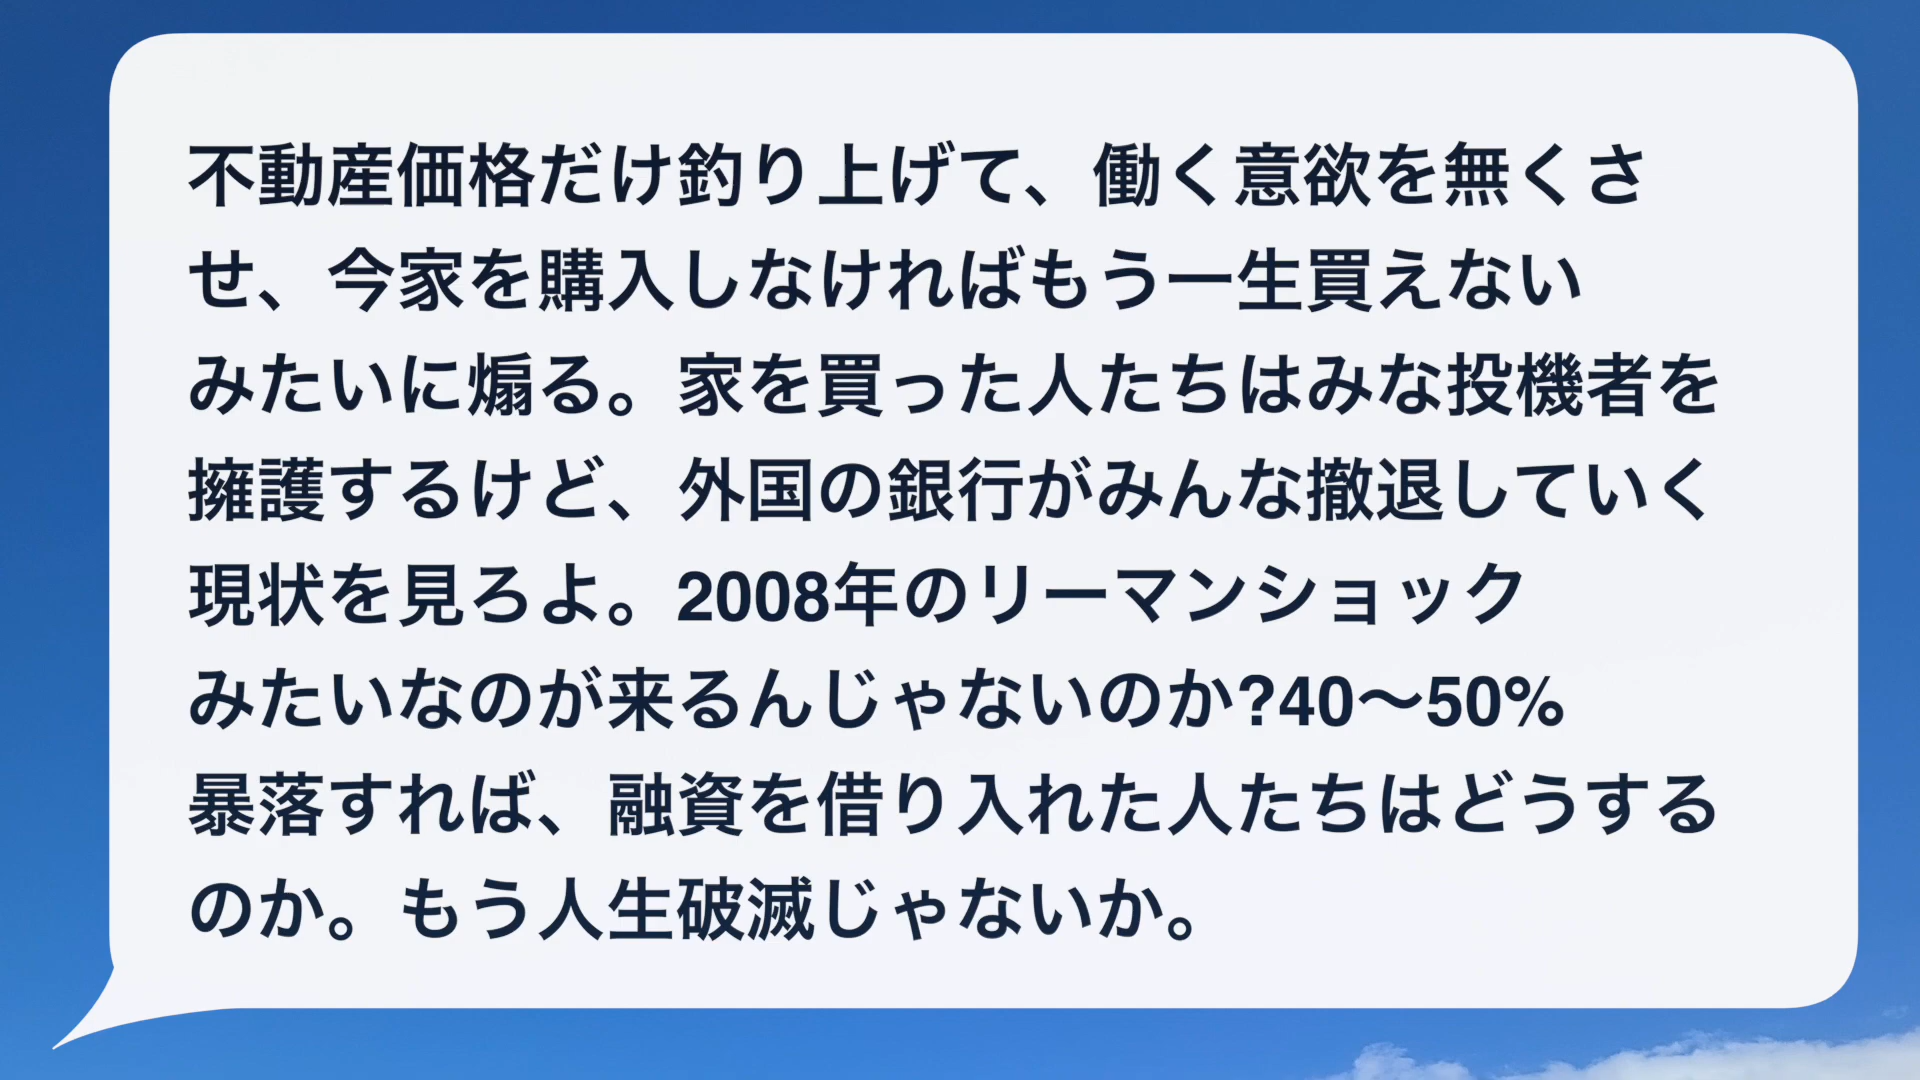 不動産価格だけ釣り上げて、働く意欲を無くさ
せ、今家を購入しなければもう一生買えない
みたいに煽る。家を買った人たちはみな投機者を
擁護するけど、外国の銀行がみんな撤退していく
現状を見ろよ。2008年のリーマンショック
みたいなのが来るんじゃないのか?40〜50%
暴落すれば、融資を借り入れた人たちはどうする
のか。もう人生破滅じゃないか。